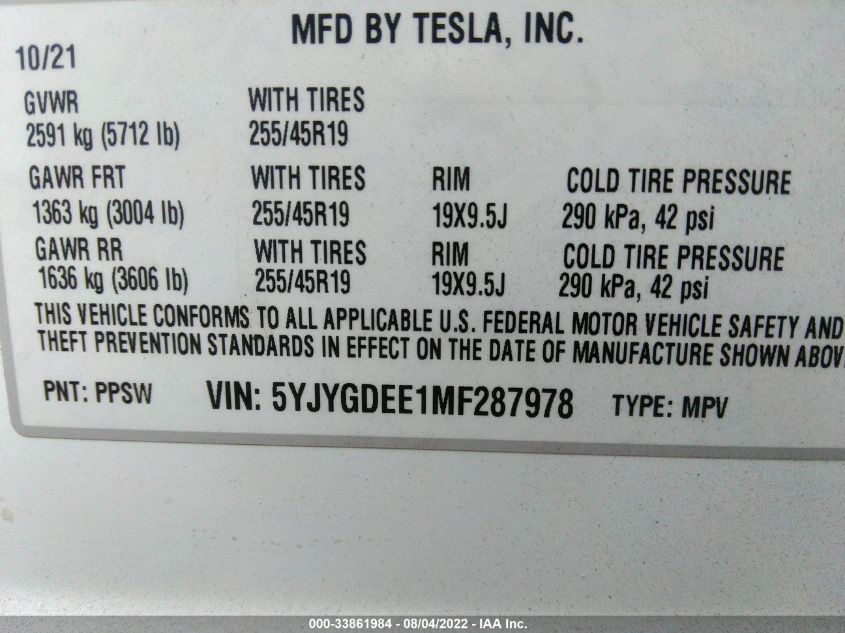 MFD BY TESLA, INC.
10/21
GVWR WITH TIRES
2591 kg (5712 lb) 255/45R19
GAWR FRT WITH TIRES RIM COLD TIRE PRESSURE
1363 kg (3004 lb) 255/45R19 19X9.5J 290 kPa, 42 psi
GAWR RR WITH TIRES RIM COLD TIRE PRESSURE
1636 kg (3606 lb) 255/45R19 19X9.5J 290 kPa, 42 psi
THIS VEHICLE CONFORMS TO ALL APPLICABLE U.S. FEDERAL MOTOR VEHICLE SAFETY AND
THEFT PREVENTION STANDARDS IN EFFECT ON THE DATE OF MANUFACTURE SHOWN ABOV
PNT: PPSW VIN: 5YJYGDEE1MF287978 TYPE: MPV
000-33861984 - 08/04/2022 - IAA Inc.